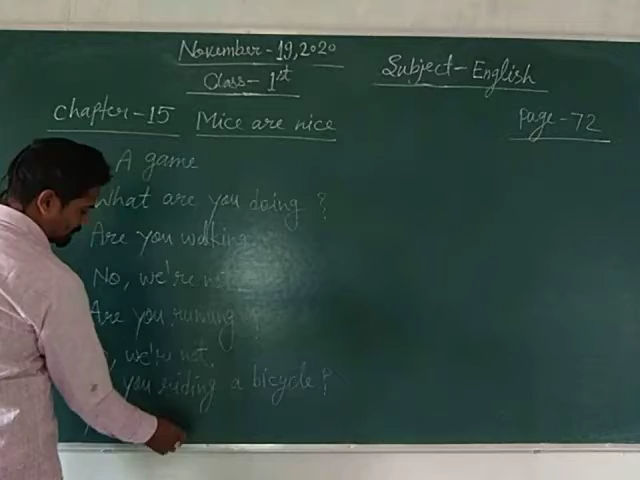 November-19,2020
Class-1st
Subject-English
Chapter-15 Mice are nice
Page-72
A game
What are you doing ?
Are you walking
No, we're not
Are you running ?
we're not.
you riding a bicycle ?